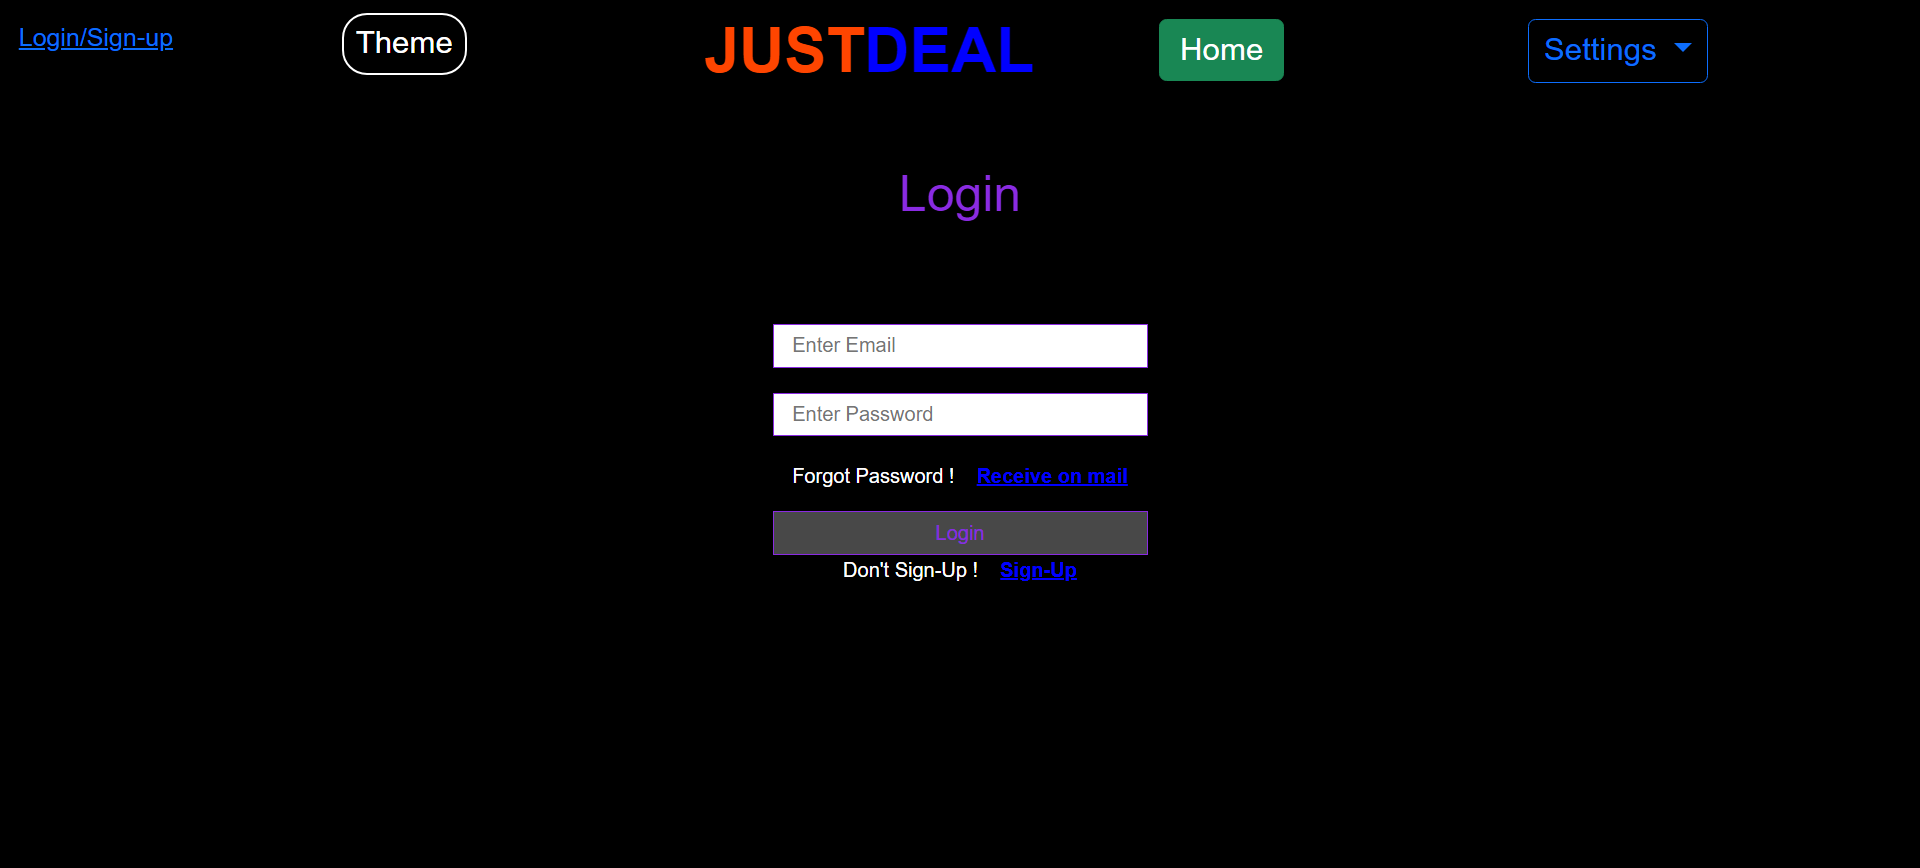 Login/Sign-up Theme JUSTDEAL Home Settings
Login
Enter Email
Enter Password
Forgot Password ! Receive on mail
Login
Don't Sign-Up ! Sign-Up